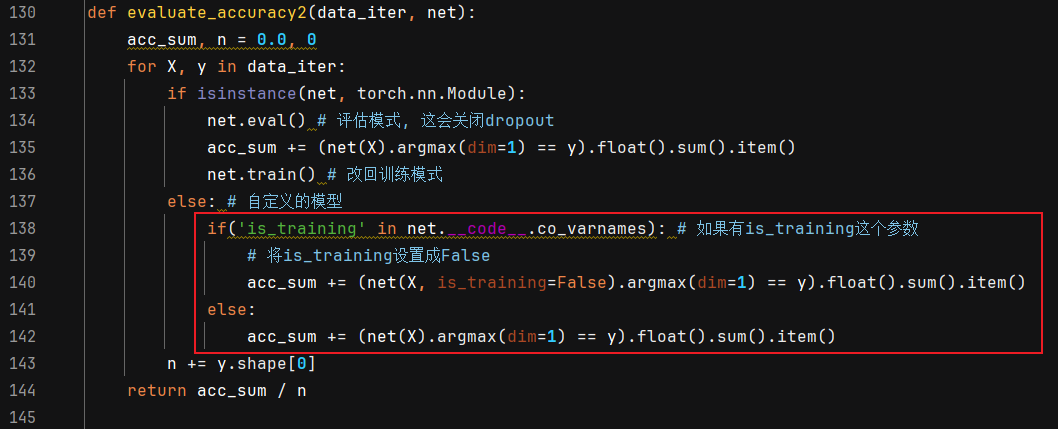 130 def evaluate_accuracy2(data_iter, net):
131 acc_sum, n = 0.0, 0
132 for X, y in data_iter:
133 if isinstance(net, torch.nn.Module):
134 net.eval() # 评估模式, 这会关闭dropout
135 acc_sum += (net(X).argmax(dim=1) == y).float().sum().item()
136 net.train() # 改回训练模式
137 else: # 自定义的模型
138 if('is_training' in net.__code__.co_varnames): # 如果有is_training这个参数
139 # 将is_training设置成False
140 acc_sum += (net(X, is_training=False).argmax(dim=1) == y).float().sum().item()
141 else:
142 acc_sum += (net(X).argmax(dim=1) == y).float().sum().item()
143 n += y.shape[0]
144 return acc_sum / n
145